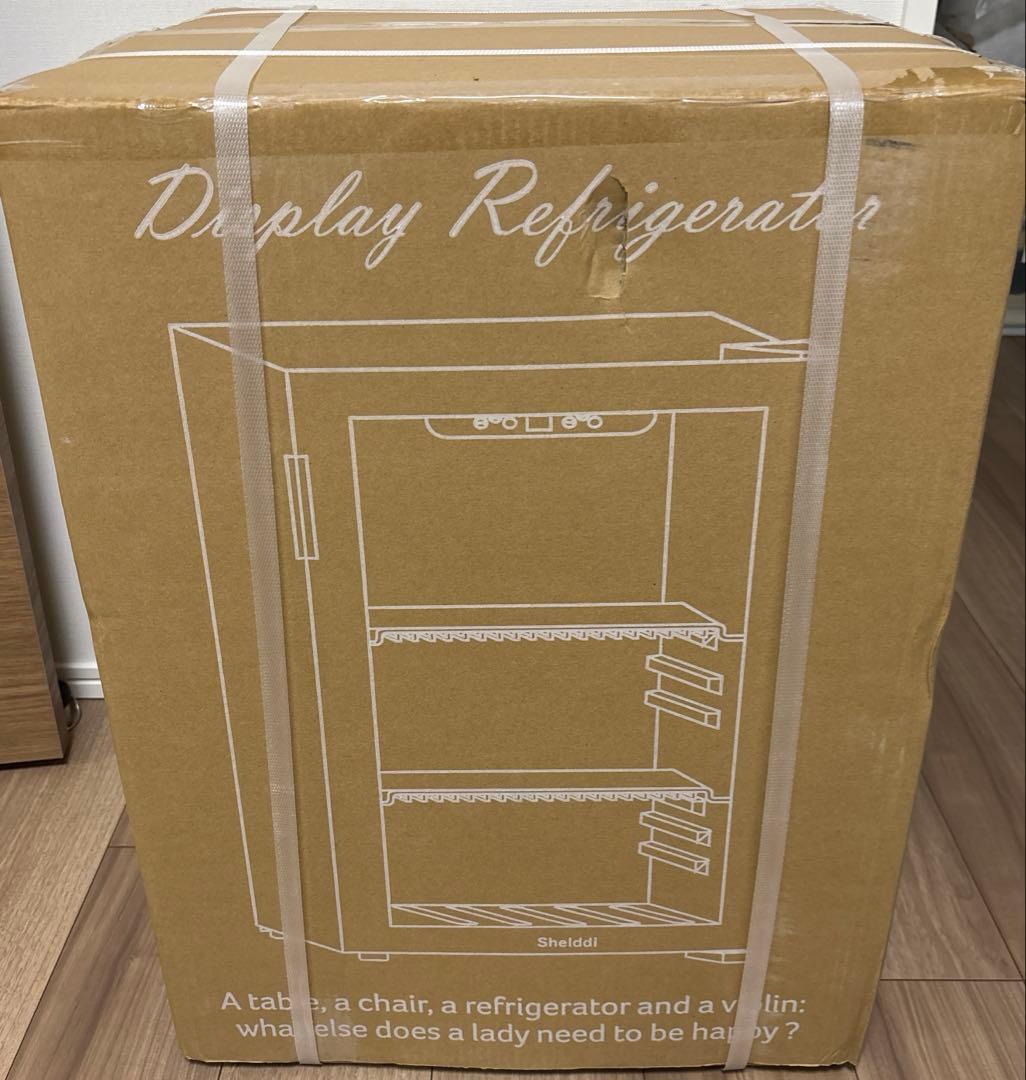 Display Refrigerator
Shelddi
A table, a chair, a refrigerator and a violin:
what else does a lady need to be happy ?